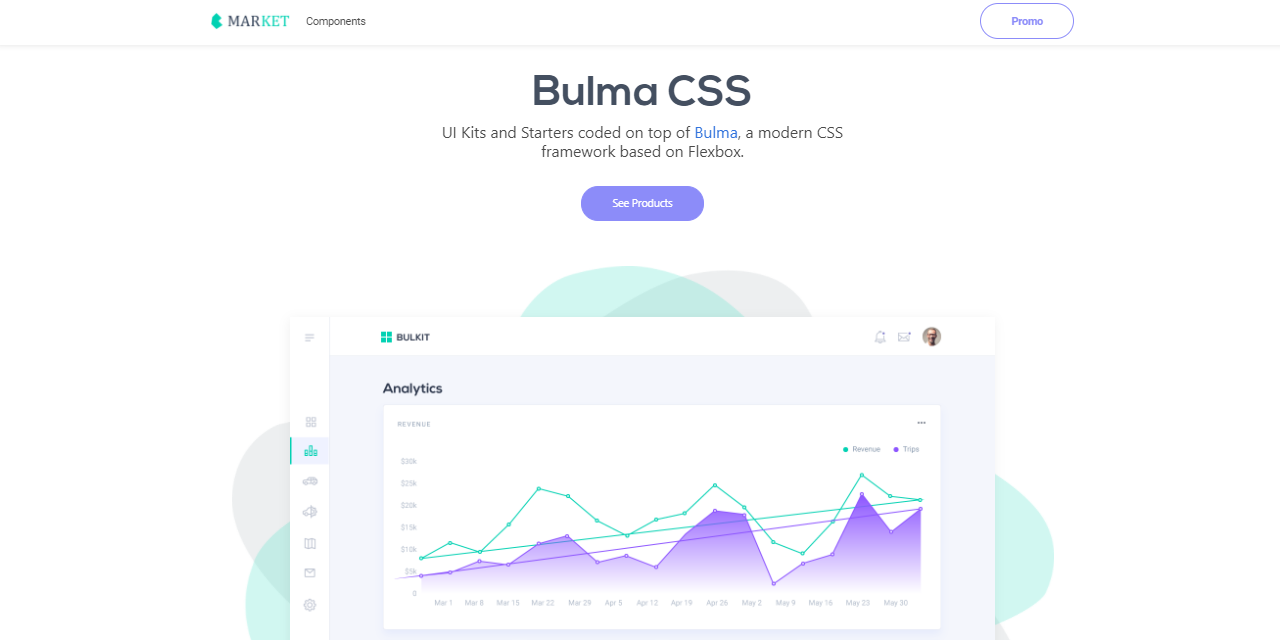 MARKET
Components
Promo
Bulma CSS
UI Kits and Starters coded on top of Bulma, a modern CSS
framework based on Flexbox.
See Products
BULKIT
Analytics
REVENUE
Revenue
Trips
$30k
$25k
$20k
$15k
$10k
$5k
0
Mar 1
Mar 8
Mar 15
Mar 22
Mar 29
Apr 5
Apr 12
Apr 19
Apr 26
May 2
May 9
May 16
May 23
May 30